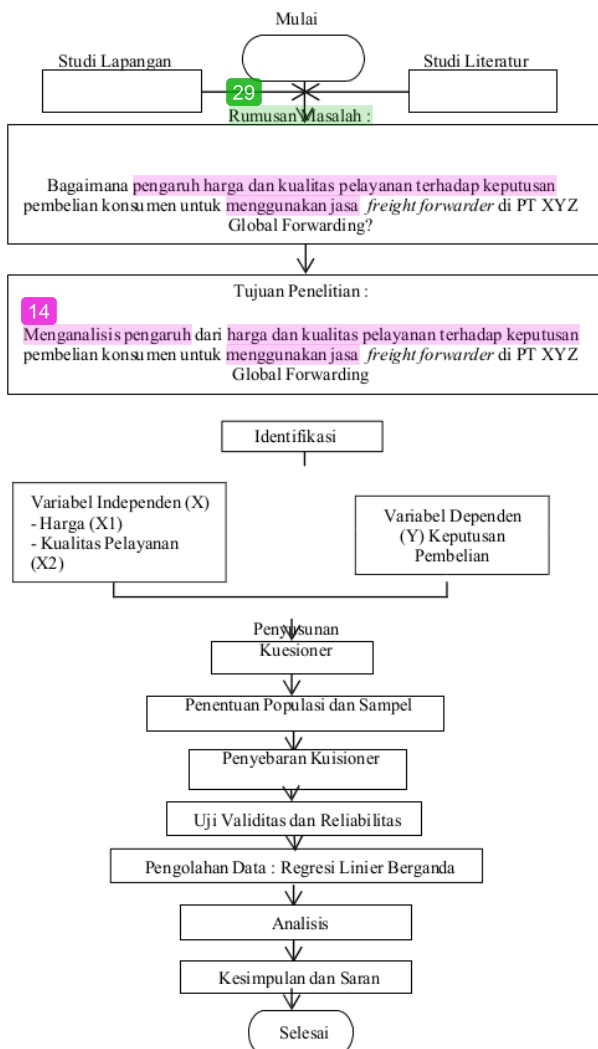 Mulai
Studi Lapangan
Studi Literatur
29
Rumusan Masalah :
Bagaimana pengaruh harga dan kualitas pelayanan terhadap keputusan
pembelian konsumen untuk menggunakan jasa freight forwarder di PT XYZ
Global Forwarding?
Tujuan Penelitian :
14
Menganalisis pengaruh dari harga dan kualitas pelayanan terhadap keputusan
pembelian konsumen untuk menggunakan jasa freight forwarder di PT XYZ
Global Forwarding
Identifikasi
Variabel Independen (X)
- Harga (X1)
- Kualitas Pelayanan
(X2)
Variabel Dependen
(Y) Keputusan
Pembelian
Penyusunan
Kuesioner
Penentuan Populasi dan Sampel
Penyebaran Kuisioner
Uji Validitas dan Reliabilitas
Pengolahan Data : Regresi Linier Berganda
Analisis
Kesimpulan dan Saran
Selesai